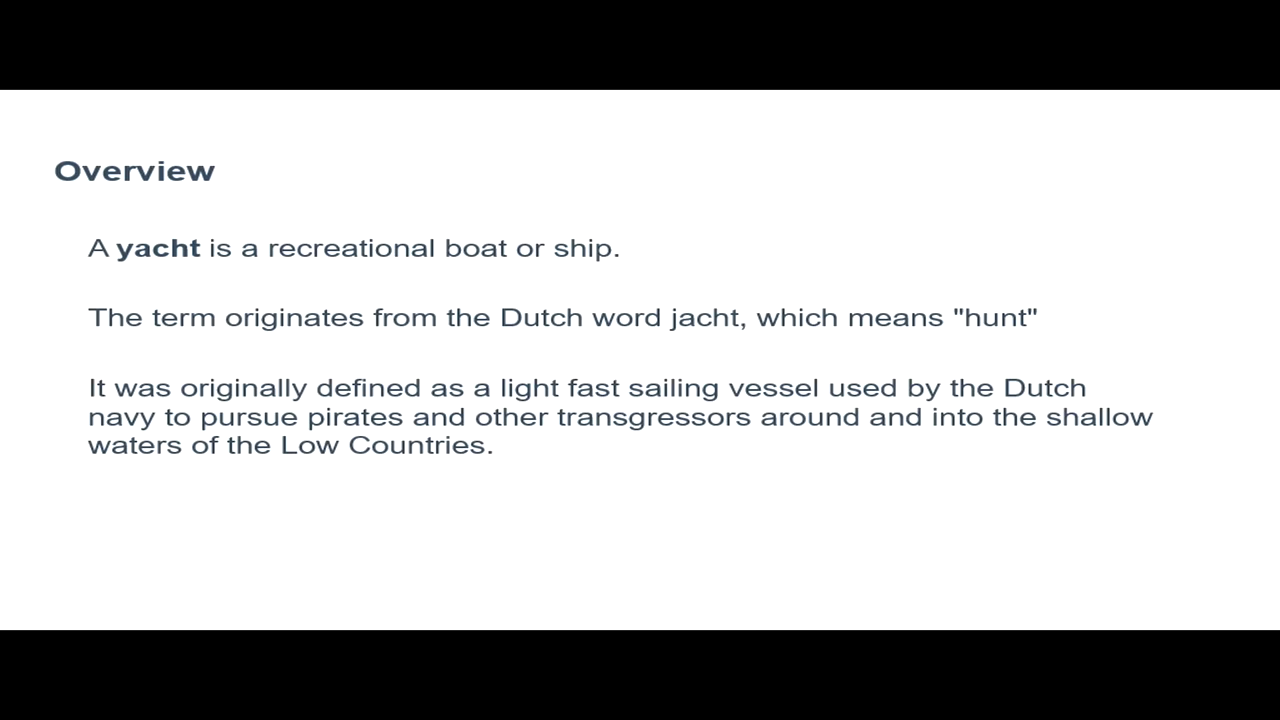 Overview
A yacht is a recreational boat or ship.
The term originates from the Dutch word jacht, which means "hunt"
It was originally defined as a light fast sailing vessel used by the Dutch
navy to pursue pirates and other transgressors around and into the shallow
waters of the Low Countries.